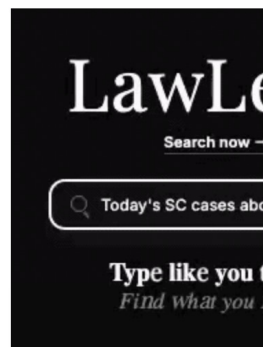 LawLe
Search now –
Today's SC cases abo
Type like you t
Find what you